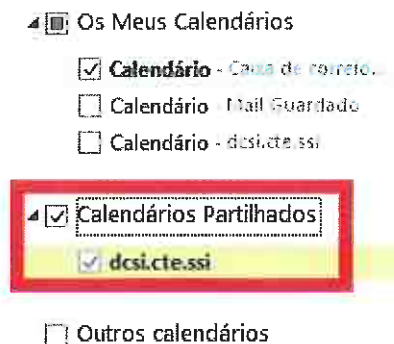 Os Meus Calendários
Calendário - Caixa de correio...
Calendário - Mail Guardado
Calendário - dcsi.cte.ssi
Calendários Partilhados
dcsi.cte.ssi
Outros calendários